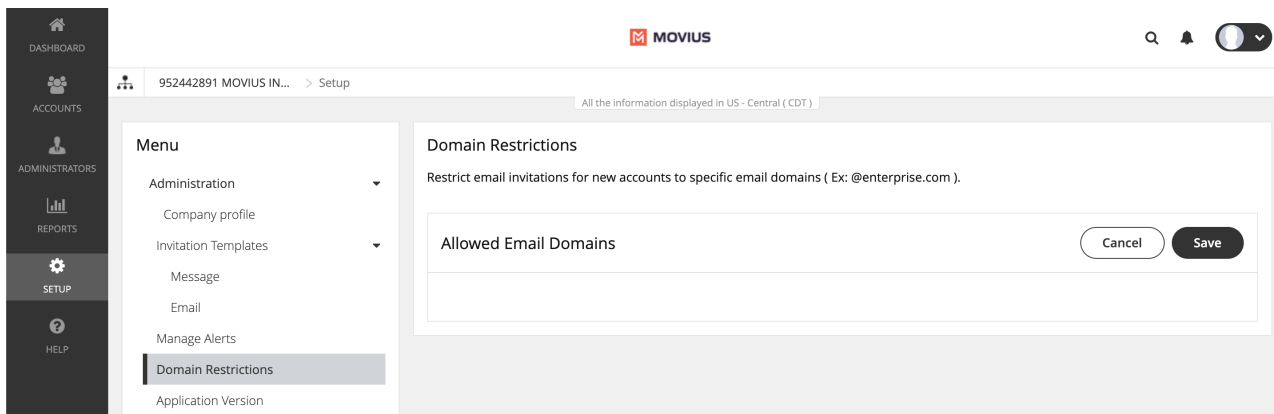 DASHBOARD
ACCOUNTS
ADMINISTRATORS
REPORTS
SETUP
HELP
MOVIUS
952442891 MOVIUS IN... > Setup
All the information displayed in US - Central ( CDT )
Menu
Administration
Company profile
Invitation Templates
Message
Email
Manage Alerts
Domain Restrictions
Application Version
Domain Restrictions
Restrict email invitations for new accounts to specific email domains ( Ex: @enterprise.com ).
Allowed Email Domains
Cancel
Save